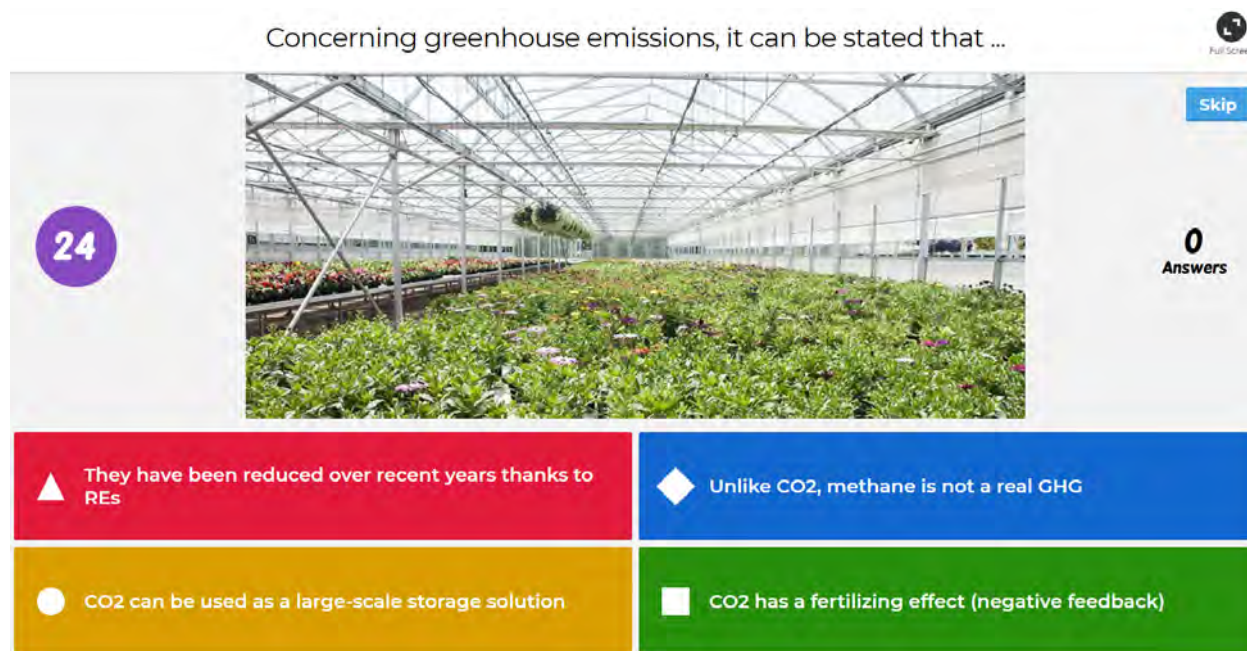 Concerning greenhouse emissions, it can be stated that ...
Full Scree
Skip
24
0
Answers
They have been reduced over recent years thanks to
REs
Unlike CO2, methane is not a real GHG
CO2 can be used as a large-scale storage solution
CO2 has a fertilizing effect (negative feedback)